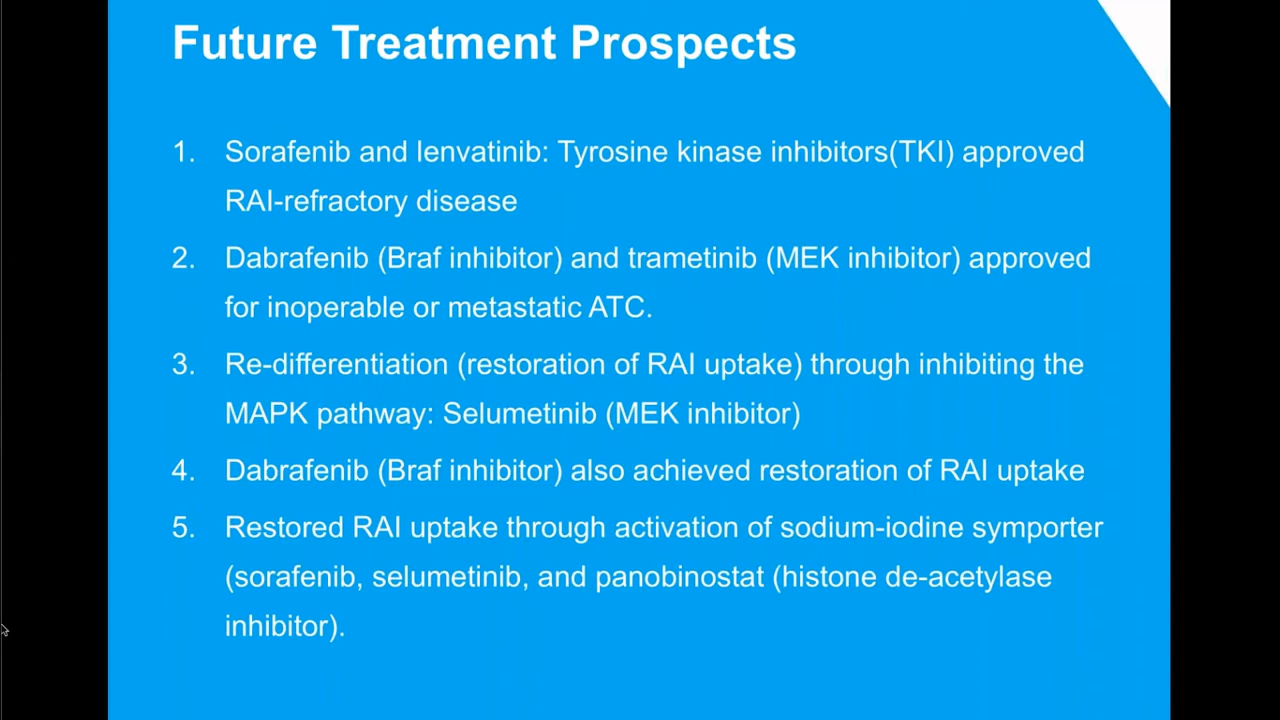 Future Treatment Prospects
1. Sorafenib and lenvatinib: Tyrosine kinase inhibitors(TKI) approved
RAI-refractory disease
2. Dabrafenib (Braf inhibitor) and trametinib (MEK inhibitor) approved
for inoperable or metastatic ATC.
3. Re-differentiation (restoration of RAI uptake) through inhibiting the
MAPK pathway: Selumetinib (MEK inhibitor)
4. Dabrafenib (Braf inhibitor) also achieved restoration of RAI uptake
5. Restored RAI uptake through activation of sodium-iodine symporter
(sorafenib, selumetinib, and panobinostat (histone de-acetylase
inhibitor).